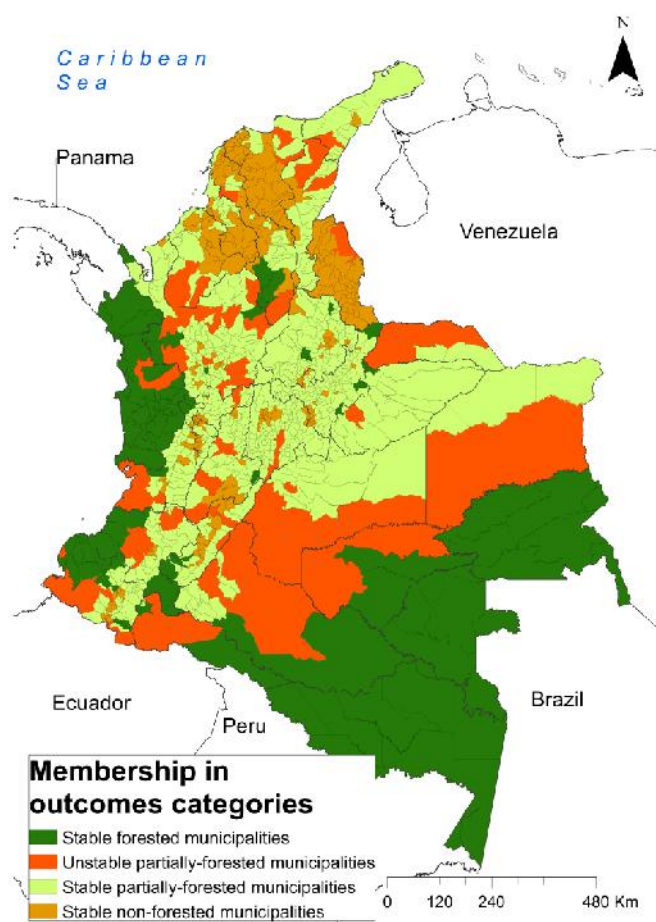 N
Caribbean
Sea
Panama
Venezuela
Ecuador
Peru
Brazil
Membership in
outcomes categories
Stable forested municipalities
Unstable partially-forested municipalities
Stable partially-forested municipalities
Stable non-forested municipalities
0 120 240 480 Km